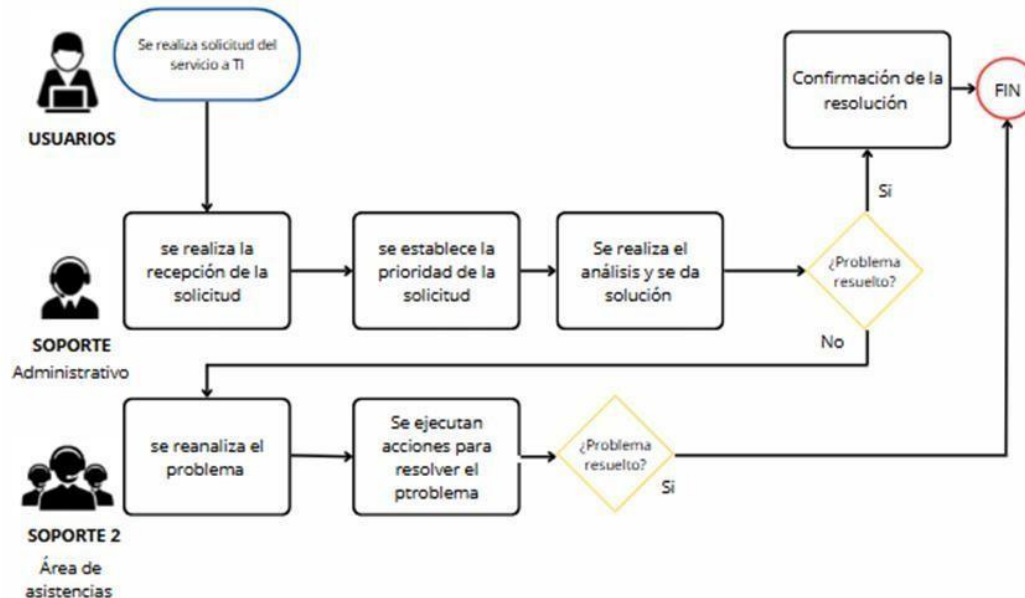 Se realiza solicitud del
servicio a TI
USUARIOS
Confirmación de la
resolución
FIN
Si
se realiza la
recepción de la
solicitud
se establece la
prioridad de la
solicitud
Se realiza el
análisis y se da
solución
¿Problema
resuelto?
SOPORTE
Administrativo
No
se reanaliza el
problema
Se ejecutan
acciones para
resolver el
ptroblema
¿Problema
resuelto?
Si
SOPORTE 2
Área de
asistencias